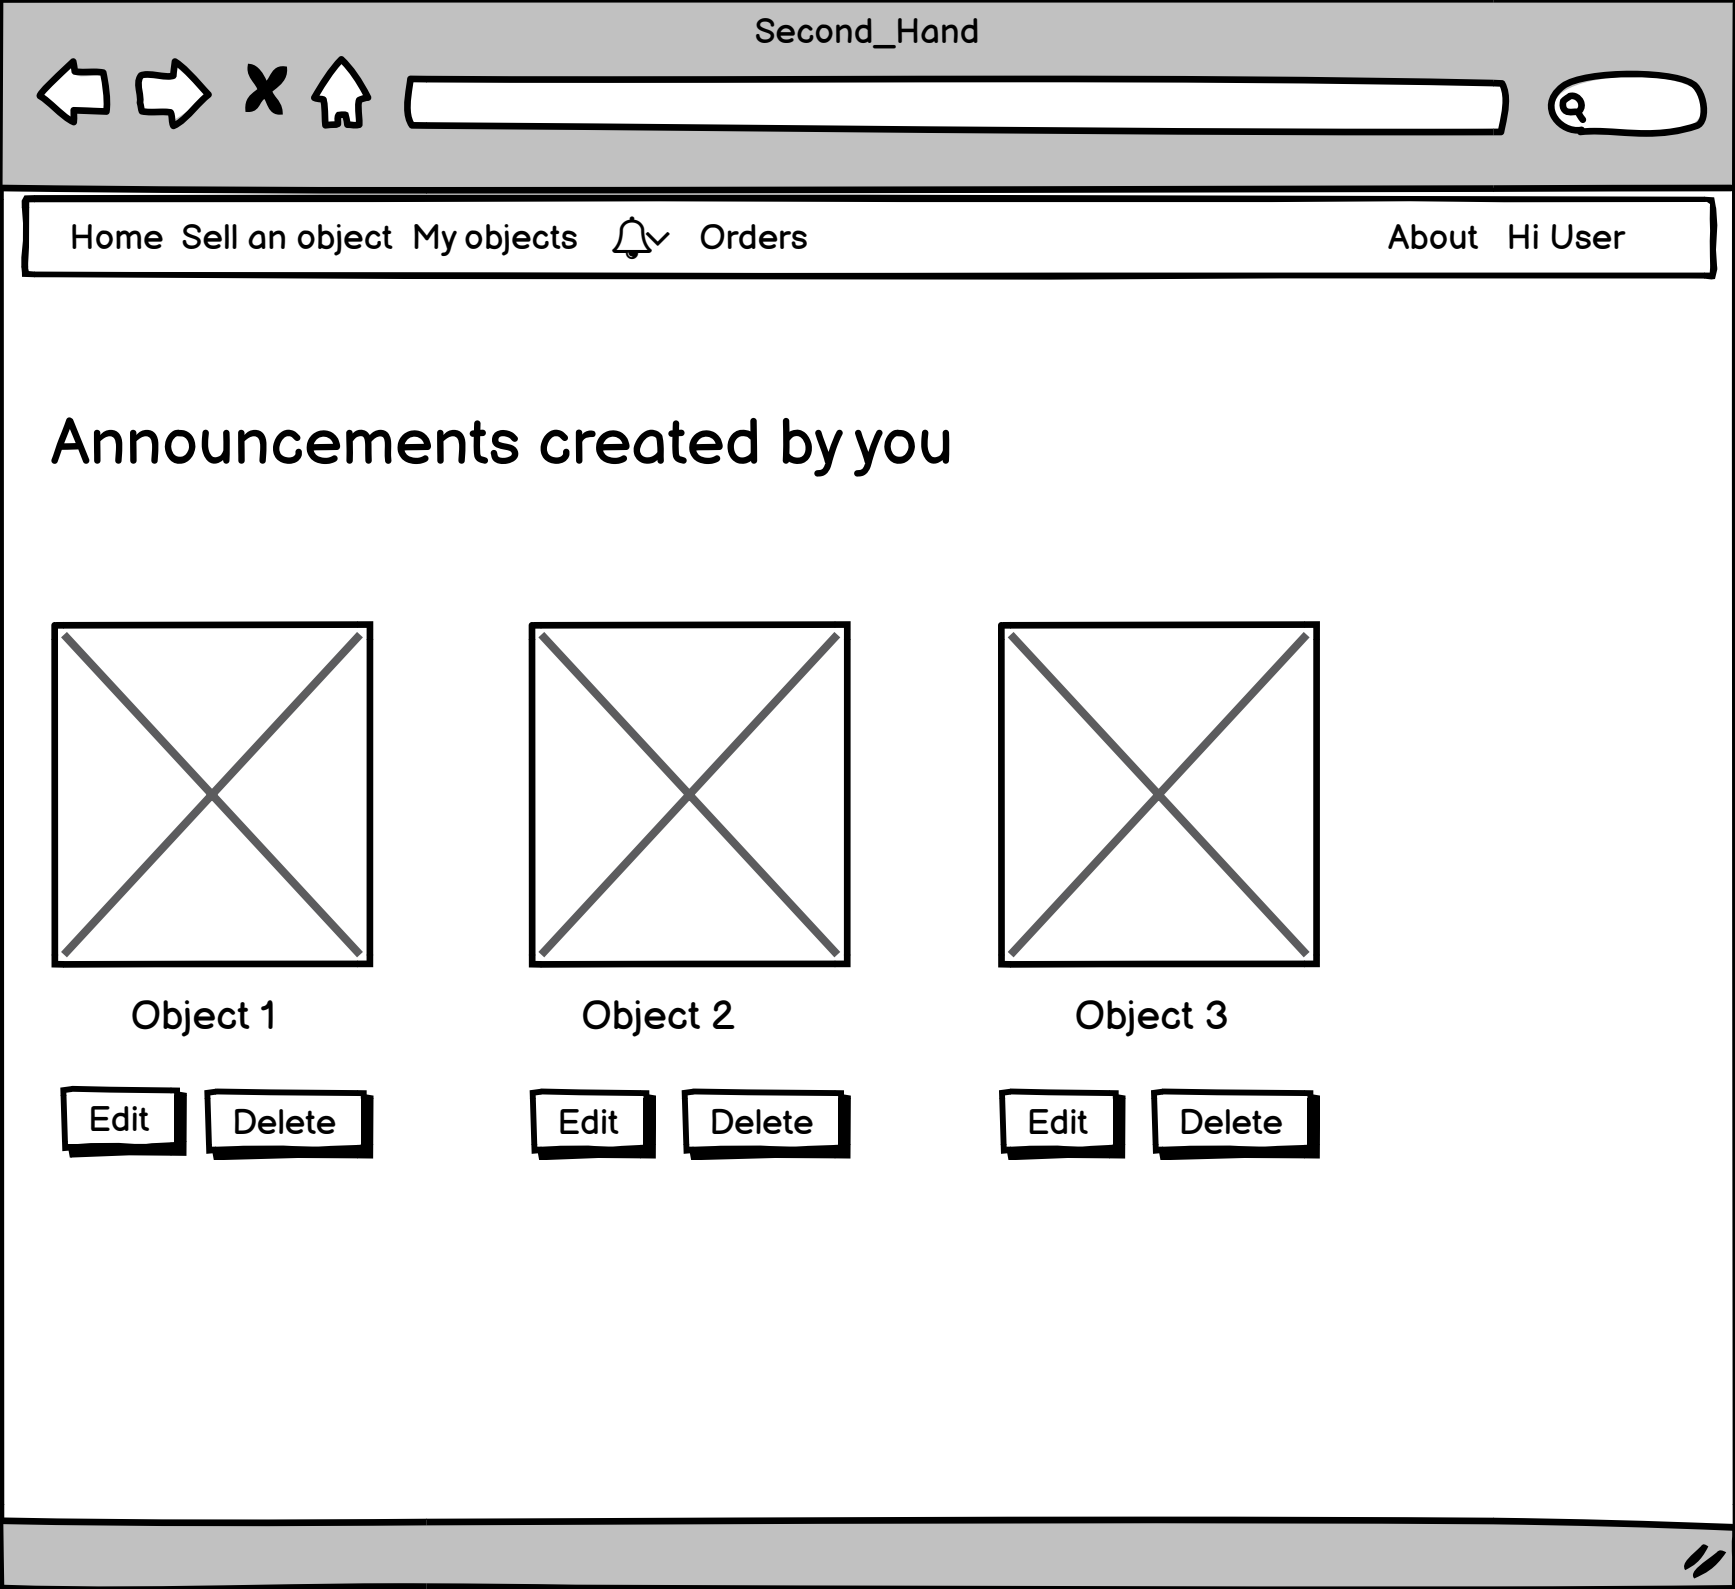 Second_Hand
Home Sell an object My objects Orders About Hi User
Announcements created by you
Object 1 Object 2 Object 3
Edit Delete Edit Delete Edit Delete